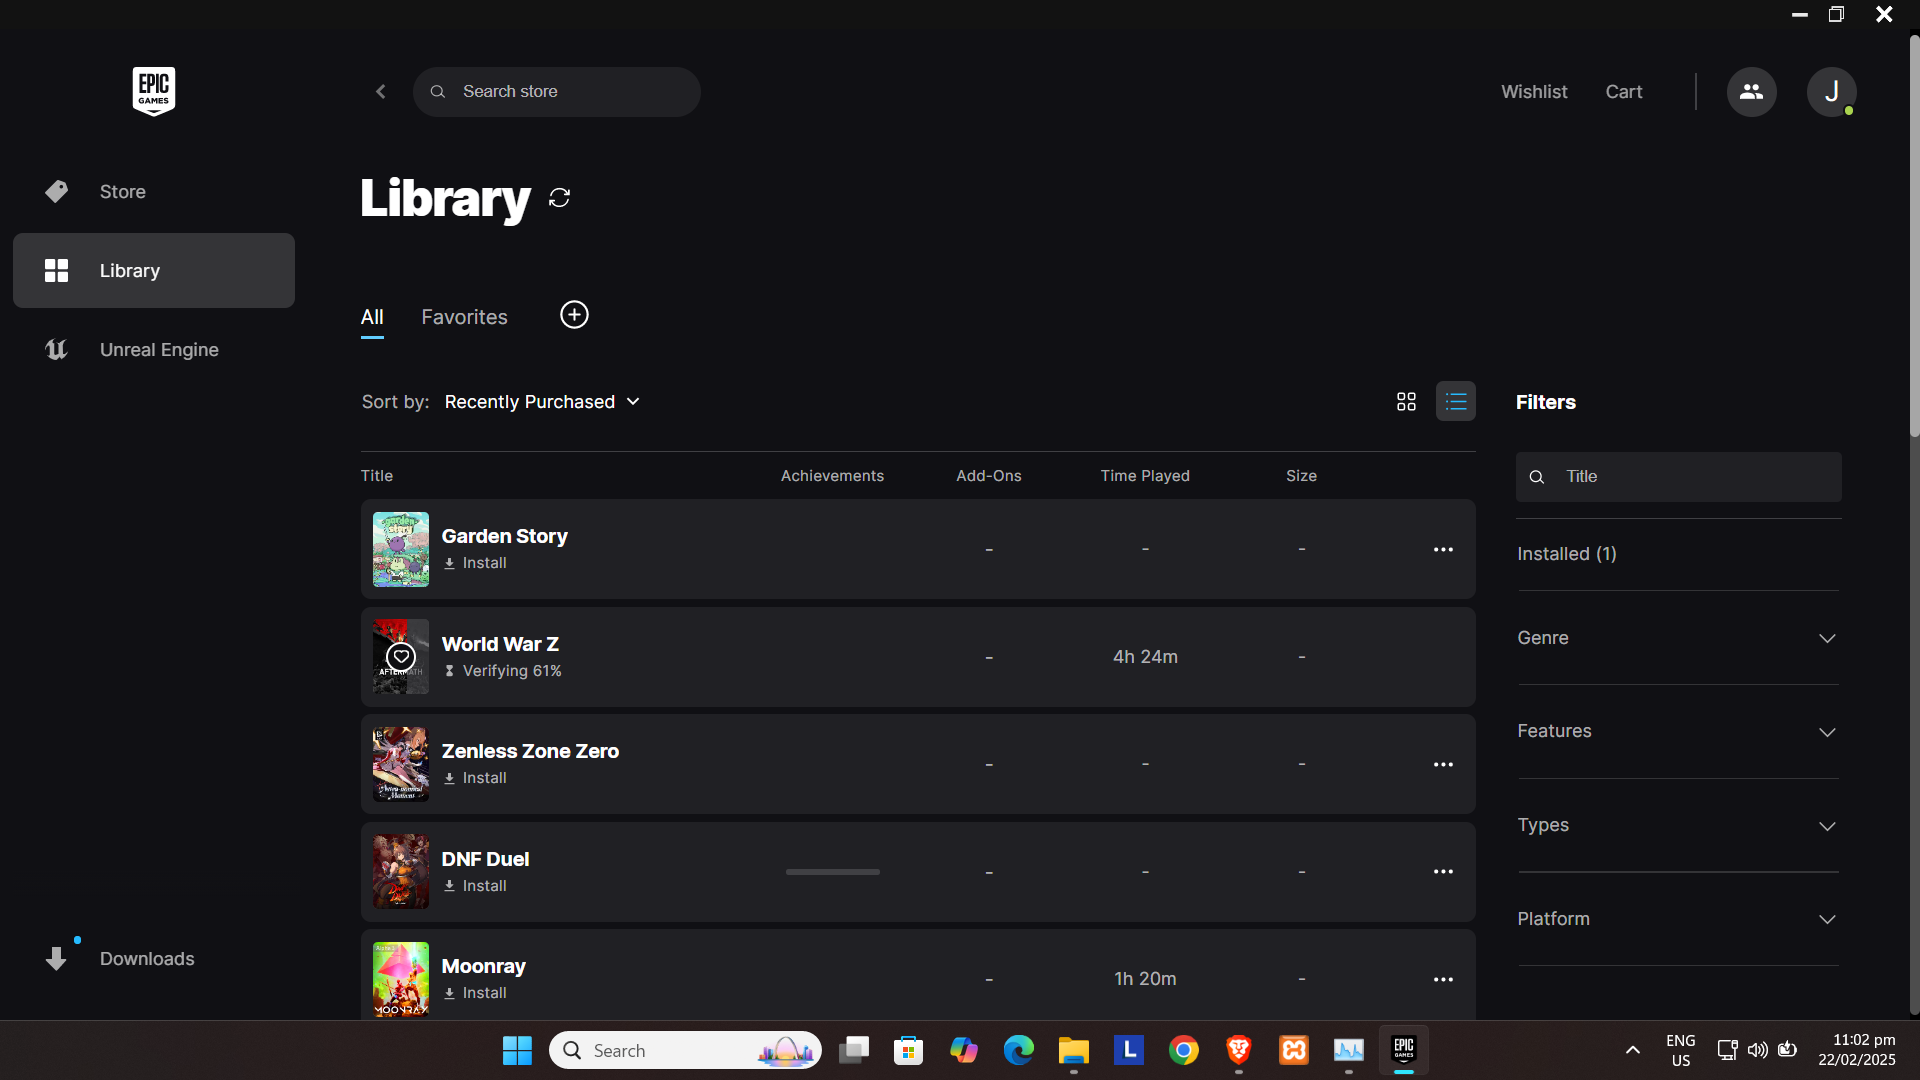 EPIC
GAMES
Search store
Wishlist
Cart
J
Store
Library
Unreal Engine
Downloads
Library
All
Favorites
Sort by: Recently Purchased
Title
Achievements
Add-Ons
Time Played
Size
Garden Story
Install
-
-
-
World War Z
Verifying 61%
-
4h 24m
-
Zenless Zone Zero
Install
-
-
-
DNF Duel
Install
-
-
-
MOONRAY
Moonray
Install
-
1h 20m
-
Filters
Title
Installed (1)
Genre
Features
Types
Platform
Search
L
EPIC
GAMES
ENG
US
11:02 pm
22/02/2025